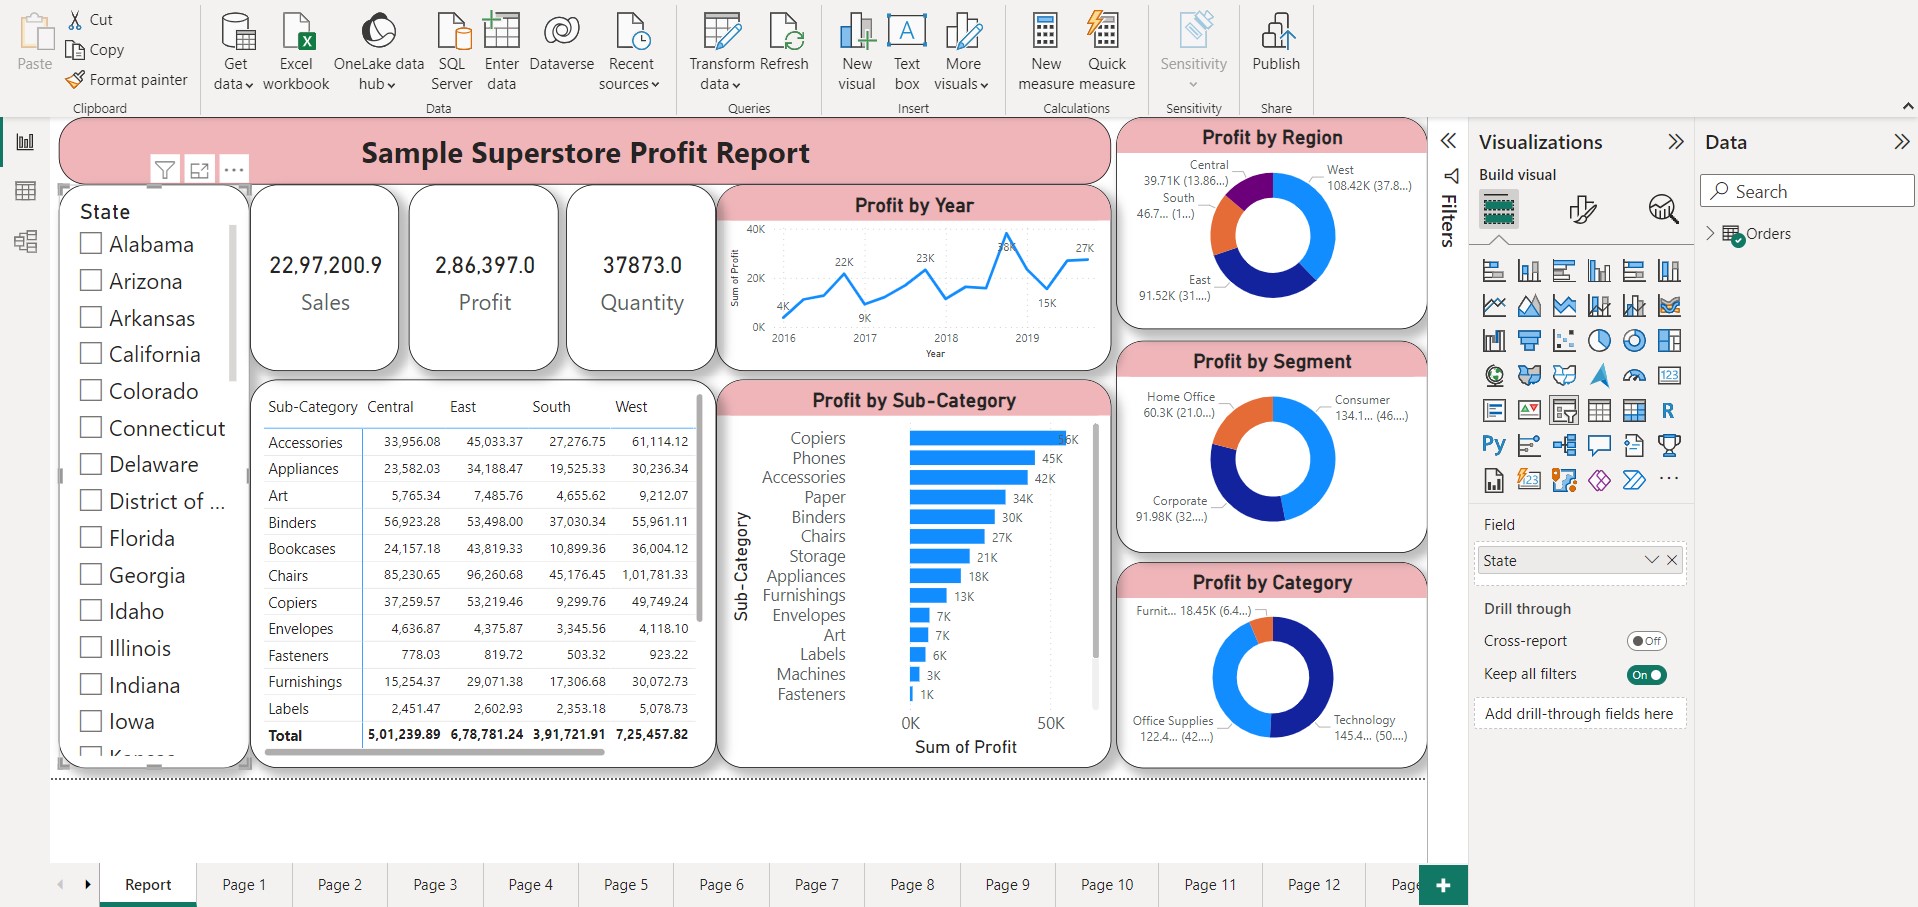 Paste
Cut
Copy
Format painter
Clipboard
Get data
Excel workbook
OneLake data hub
SQL Server
Enter data
Dataverse
Recent sources
Data
Transform data
Refresh
Queries
New visual
A
Text box
More visuals
Insert
New measure
Quick measure
Calculations
Sensitivity
Sensitivity
Publish
Share
Sample Superstore Profit Report
State
Alabama
Arizona
Arkansas
California
Colorado
Connecticut
Delaware
District of ...
Florida
Georgia
Idaho
Illinois
Indiana
Iowa
22,97,200.9
Sales
2,86,397.0
Profit
37873.0
Quantity
Profit by Year
Sum of Profit
40K
20K
0K
4K
22K
9K
23K
38K
15K
27K
2016 2017 2018 2019
Year
Sub-Category Central East South West
Accessories 33,956.08 45,033.37 27,276.75 61,114.12
Appliances 23,582.03 34,188.47 19,525.33 30,236.34
Art 5,765.34 7,485.76 4,655.62 9,212.07
Binders 56,923.28 53,498.00 37,030.34 55,961.11
Bookcases 24,157.18 43,819.33 10,899.36 36,004.12
Chairs 85,230.65 96,260.68 45,176.45 1,01,781.33
Copiers 37,259.57 53,219.46 9,299.76 49,749.24
Envelopes 4,636.87 4,375.87 3,345.56 4,118.10
Fasteners 778.03 819.72 503.32 923.22
Furnishings 15,254.37 29,071.38 17,306.68 30,072.73
Labels 2,451.47 2,602.93 2,353.18 5,078.73
Total 5,01,239.89 6,78,781.24 3,91,721.91 7,25,457.82
Profit by Sub-Category
Sub-Category
Copiers 56K
Phones 45K
Accessories 42K
Paper 34K
Binders 30K
Chairs 27K
Storage 21K
Appliances 18K
Furnishings 13K
Envelopes 7K
Art 7K
Labels 6K
Machines 3K
Fasteners 1K
0K 50K
Sum of Profit
Profit by Region
Central
39.71K (13.86...)
South
46.7... (1...)
East
91.52K (31....)
West
108.42K (37.8...)
Profit by Segment
Home Office
60.3K (21.0...)
Consumer
134.1... (46....)
Corporate
91.98K (32....)
Profit by Category
Furnit... 18.45K (6.4...)
Office Supplies
122.4... (42....)
Technology
145.4... (50....)
Filters
Visualizations
Build visual
123
R
Py
123
Field
State
Drill through
Cross-report Off
Keep all filters On
Add drill-through fields here
Data
Search
Orders
Report
Page 1
Page 2
Page 3
Page 4
Page 5
Page 6
Page 7
Page 8
Page 9
Page 10
Page 11
Page 12